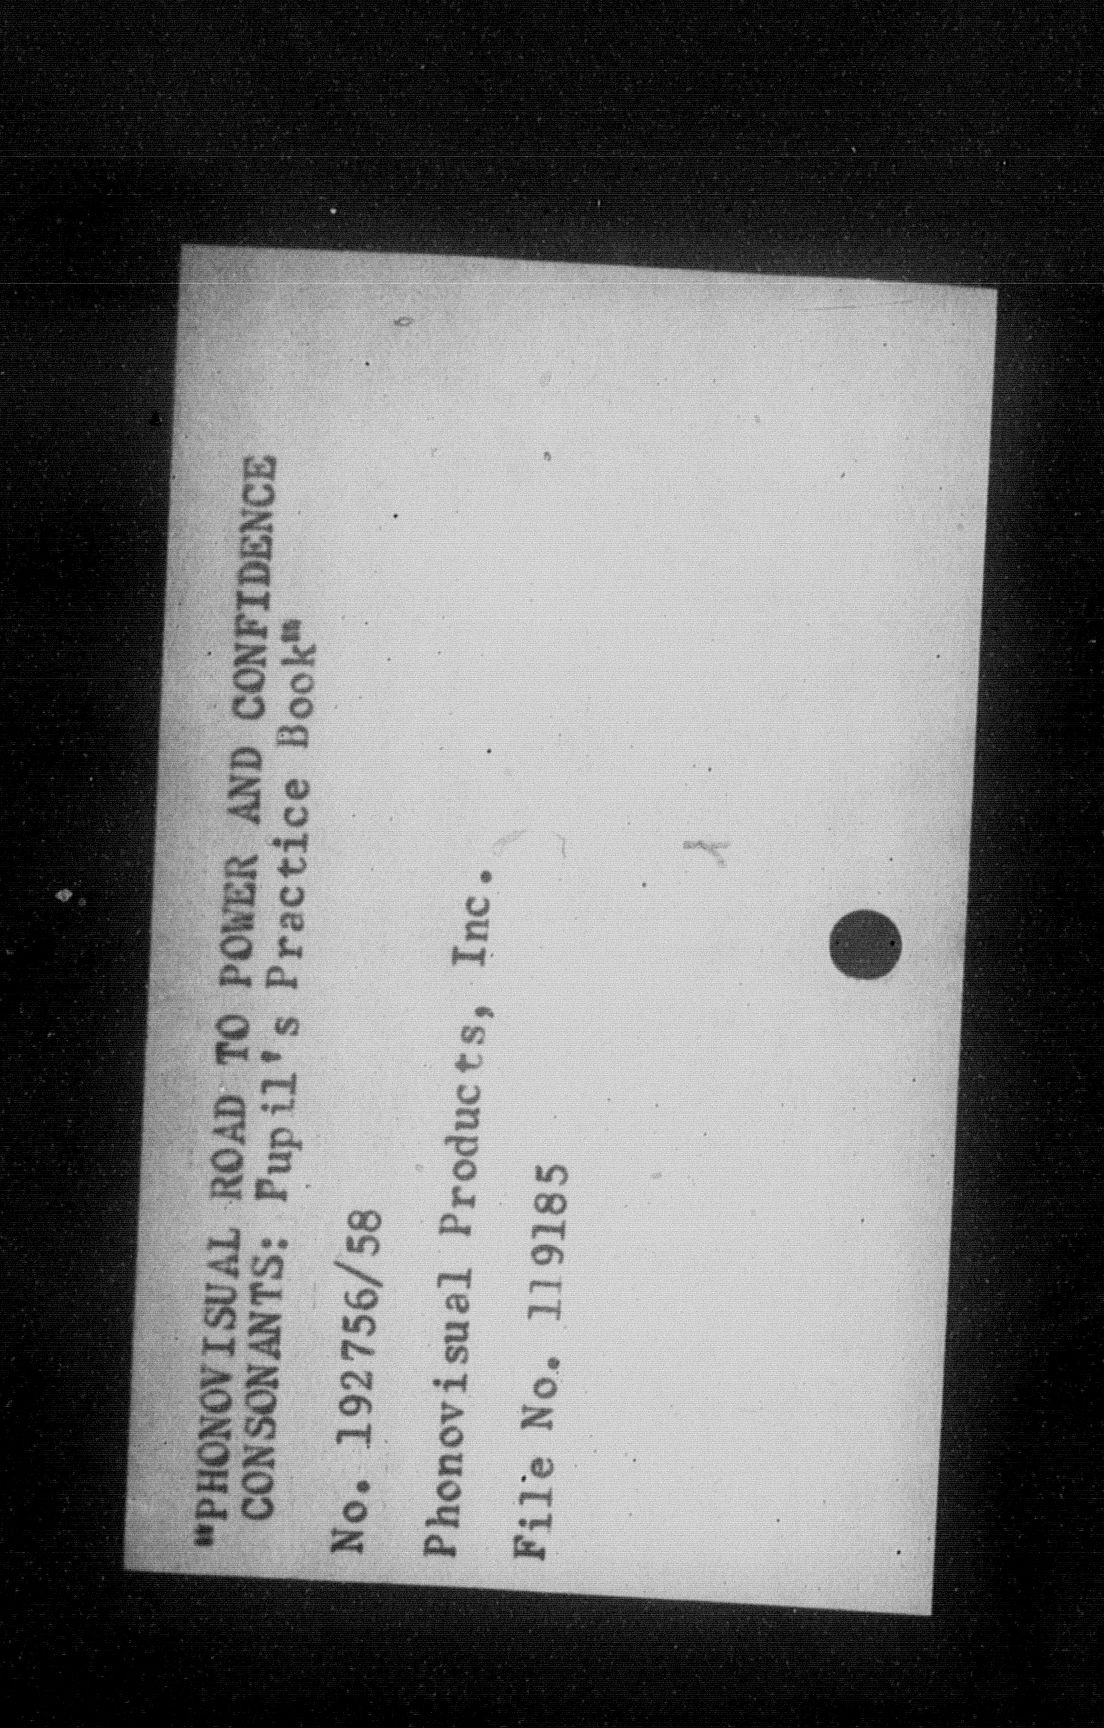 "PHONOVISUAL ROAD TO POWER AND CONFIDENCE
CONSONANTS: Pupil's Practice Book"
No. 192756/58
Phonovisual Products, Inc.
File No. 119185